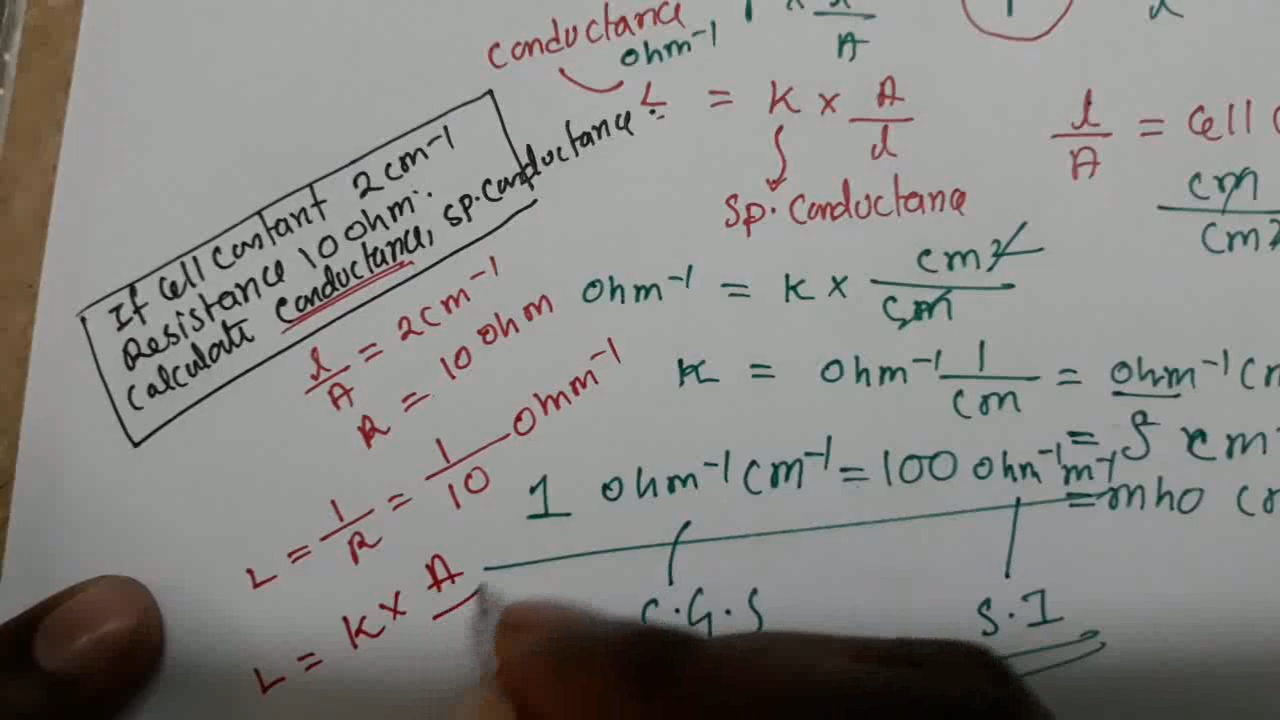 conductance
ohm-1
× l/A
L = K × A/l
Sp. conductance
l/A = Cell
cm/cm2
If Cell constant 2 cm-1
Resistance 10 ohm.
calculate conductance, sp. conductance
l/A = 2 cm-1
R = 10 ohm
L = 1/R = 1/10 ohm-1
L = K × A
ohm-1 = K × cm2/cm
K = ohm-1 1/cm = ohm-1
= S cm-
= mho
1 ohm-1 cm-1 = 100 ohm-1 m-1
C.G.S
S.I